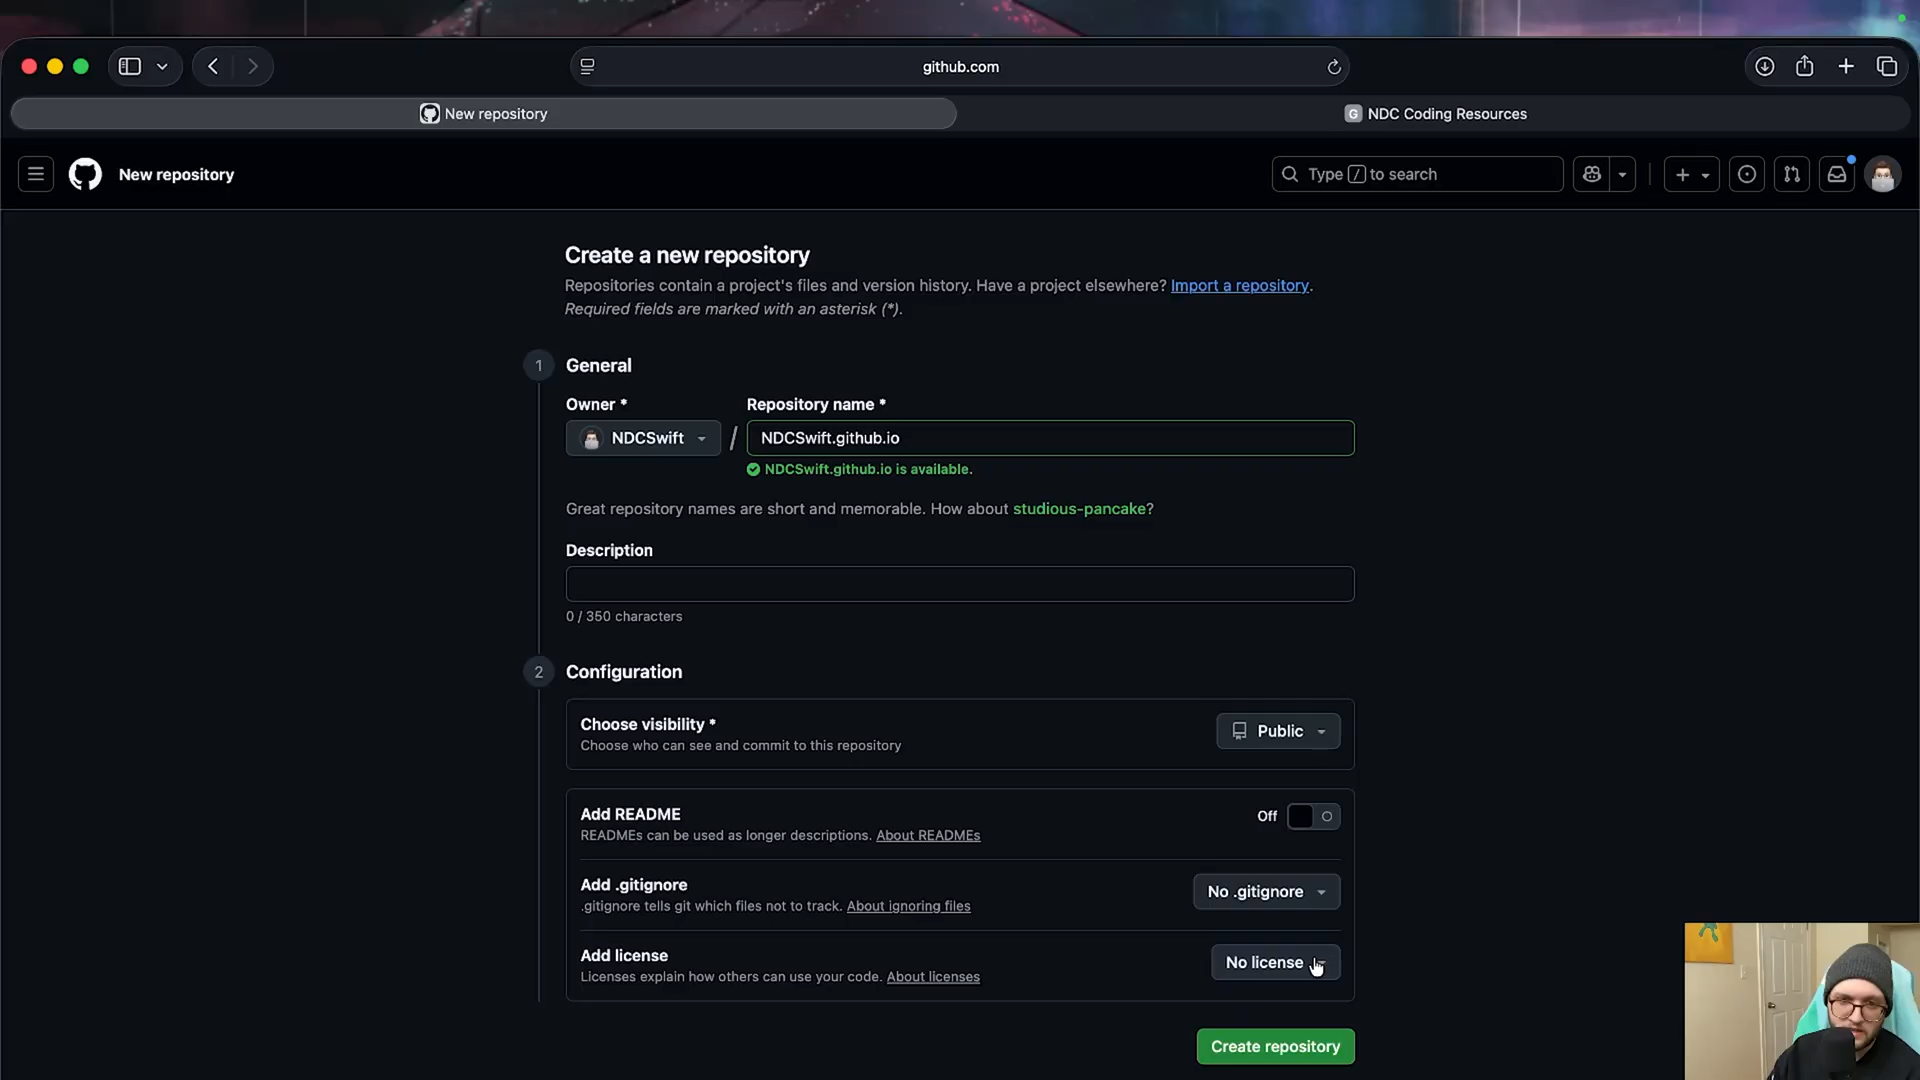 github.com
New repository
G NDC Coding Resources
New repository
Type / to search
Create a new repository
Repositories contain a project's files and version history. Have a project elsewhere? Import a repository.
Required fields are marked with an asterisk (*).
1 General
Owner * Repository name *
NDCSwift / NDCSwift.github.io
NDCSwift.github.io is available.
Great repository names are short and memorable. How about studious-pancake?
Description
0 / 350 characters
2 Configuration
Choose visibility * Public
Choose who can see and commit to this repository
Add README Off
READMEs can be used as longer descriptions. About READMEs
Add .gitignore No .gitignore
.gitignore tells git which files not to track. About ignoring files
Add license No license
Licenses explain how others can use your code. About licenses
Create repository